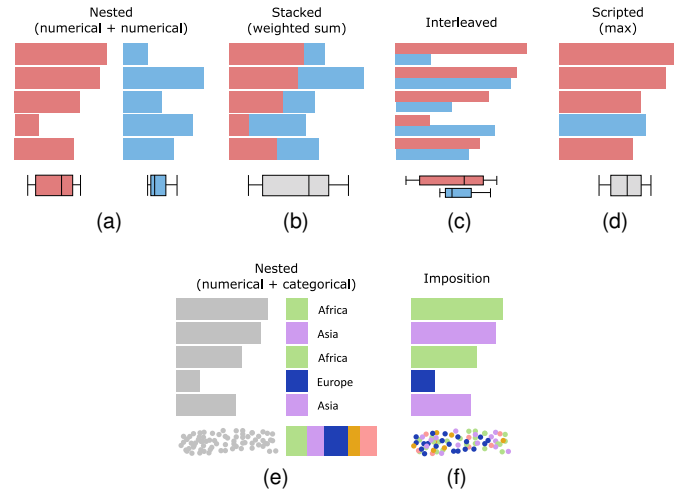 Nested
(numerical + numerical)
Stacked
(weighted sum)
Interleaved
Scripted
(max)
(a)
(b)
(c)
(d)
Nested
(numerical + categorical)
Imposition
Africa
Asia
Africa
Europe
Asia
(e)
(f)